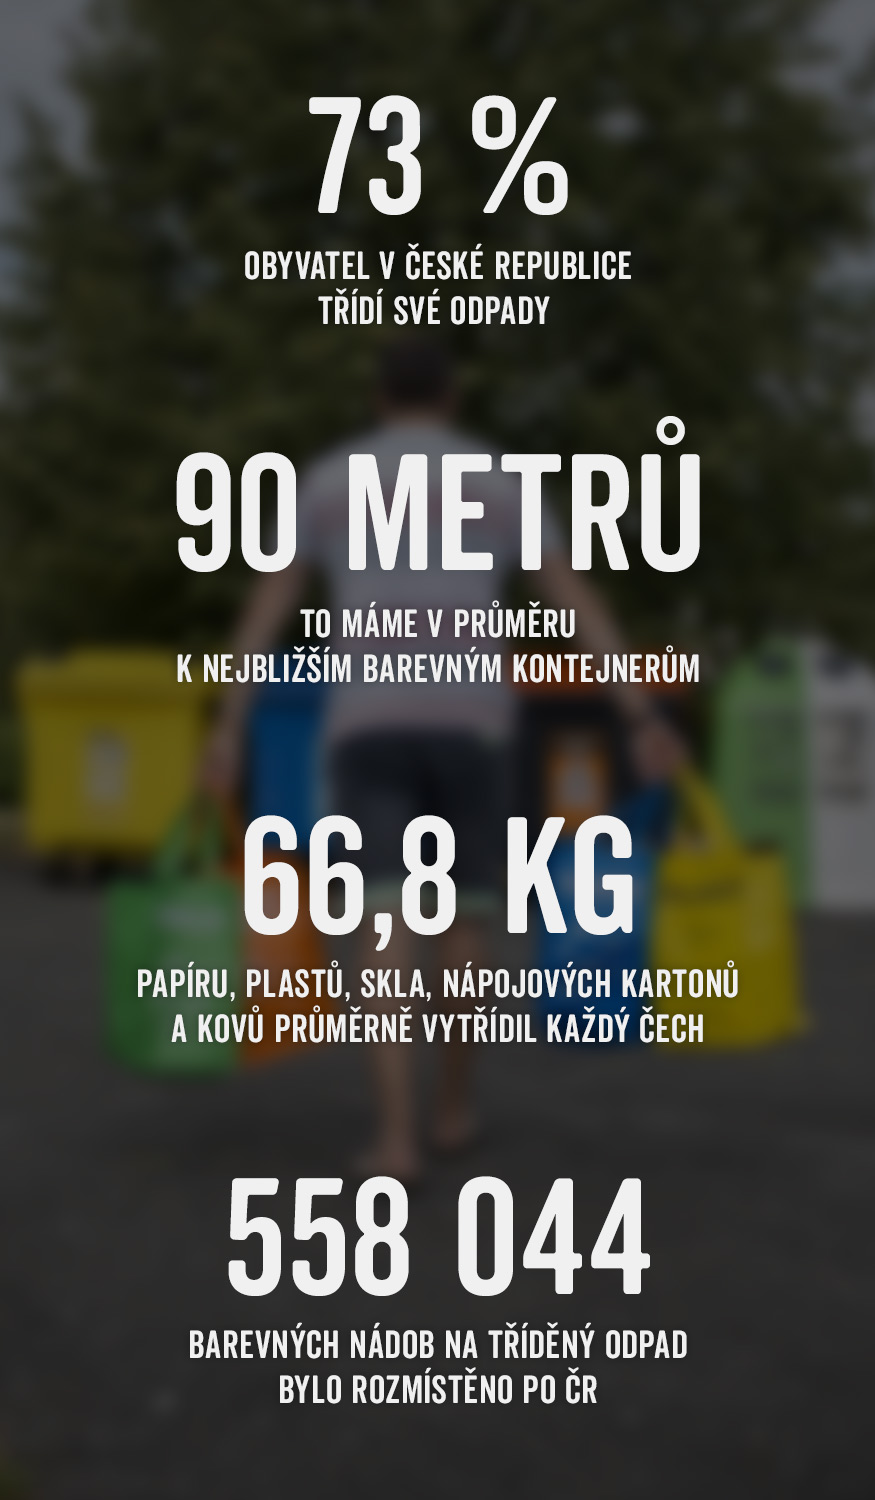 73 %
OBYVATEL V ČESKÉ REPUBLICE
TŘÍDÍ SVÉ ODPADY
90 METRŮ
TO MÁME V PRŮMĚRU
K NEJBLIŽŠÍM BAREVNÝM KONTEJNERŮM
66,8 KG
PAPÍRU, PLASTŮ, SKLA, NÁPOJOVÝCH KARTONŮ
A KOVŮ PRŮMĚRNĚ VYTŘÍDIL KAŽDÝ ČECH
558 044
BAREVNÝCH NÁDOB NA TŘÍDĚNÝ ODPAD
BYLO ROZMÍSTĚNO PO ČR